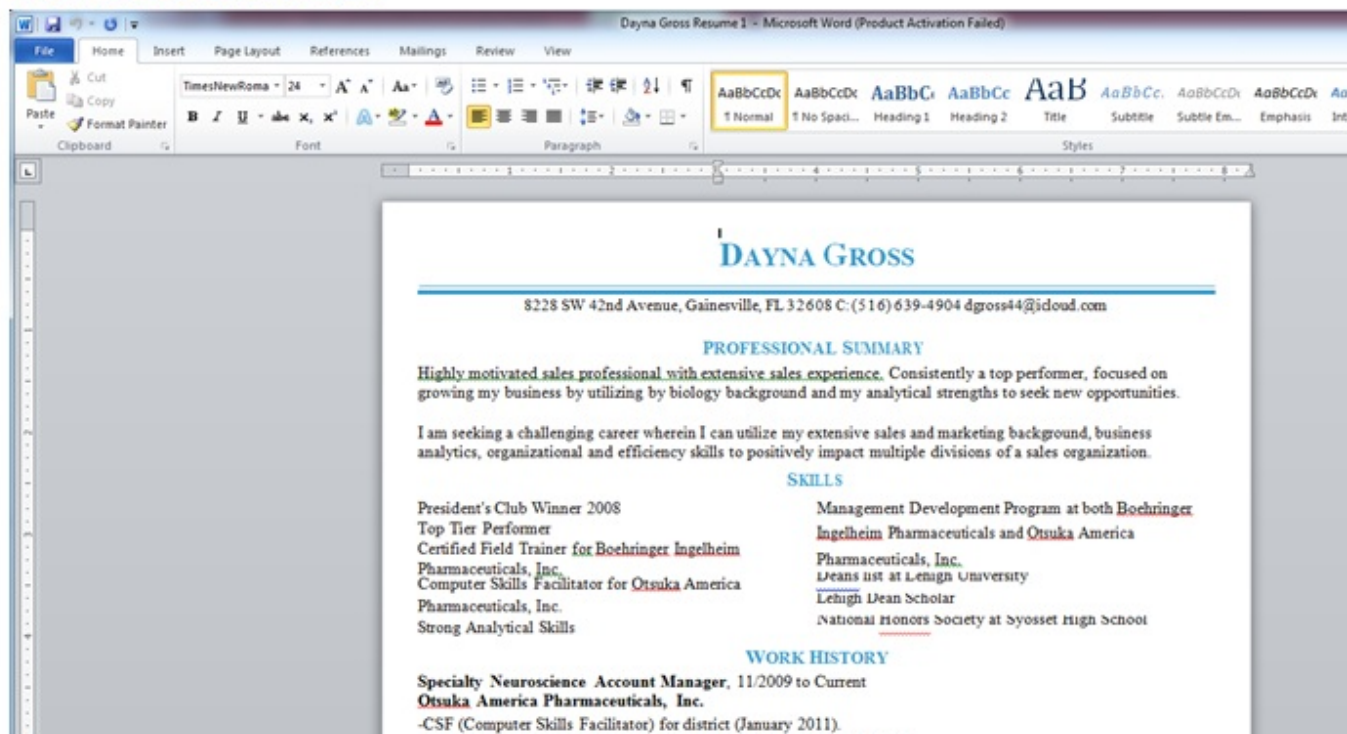 Dayna Gross Resume 1 - Microsoft Word (Product Activation Failed)
File Home Insert Page Layout References Mailings Review View
Cut
Copy
Paste
Format Painter
Clipboard
TimesNewRoma 24
Font
Paragraph
AaBbCcDc AaBbCcDc AaBbC AaBbCc AaB AaBbCc. AaBbCcDc AaBbCcDc
¶ Normal ¶ No Spaci... Heading 1 Heading 2 Title Subtitle Subtle Em... Emphasis
Styles
1 2 4 5 6 7 8
DAYNA GROSS
8228 SW 42nd Avenue, Gainesville, FL 32608 C: (516) 639-4904 dgross44@icloud.com
PROFESSIONAL SUMMARY
Highly motivated sales professional with extensive sales experience. Consistently a top performer, focused on
growing my business by utilizing by biology background and my analytical strengths to seek new opportunities.
I am seeking a challenging career wherein I can utilize my extensive sales and marketing background, business
analytics, organizational and efficiency skills to positively impact multiple divisions of a sales organization.
SKILLS
President's Club Winner 2008
Top Tier Performer
Certified Field Trainer for Boehringer Ingelheim
Pharmaceuticals, Inc.
Computer Skills Facilitator for Otsuka America
Pharmaceuticals, Inc.
Strong Analytical Skills
Management Development Program at both Boehringer
Ingelheim Pharmaceuticals and Otsuka America
Pharmaceuticals, Inc.
Deans list at Lehigh University
Lehigh Dean Scholar
National Honors Society at Syosset High School
WORK HISTORY
Specialty Neuroscience Account Manager, 11/2009 to Current
Otsuka America Pharmaceuticals, Inc.
-CSF (Computer Skills Facilitator) for district (January 2011).